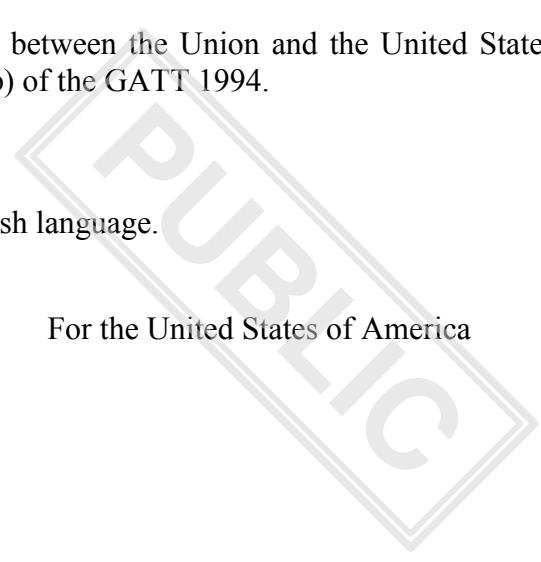 between the Union and the United State
) of the GATT 1994.
sh language.
For the United States of America
PUBLIC